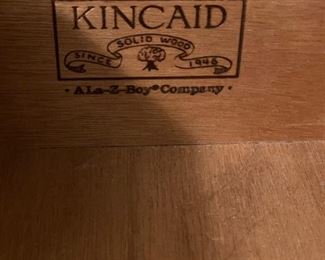 KINCAID
SOLID WOOD
SINCE 1946
· A La-Z-Boy® Company ·